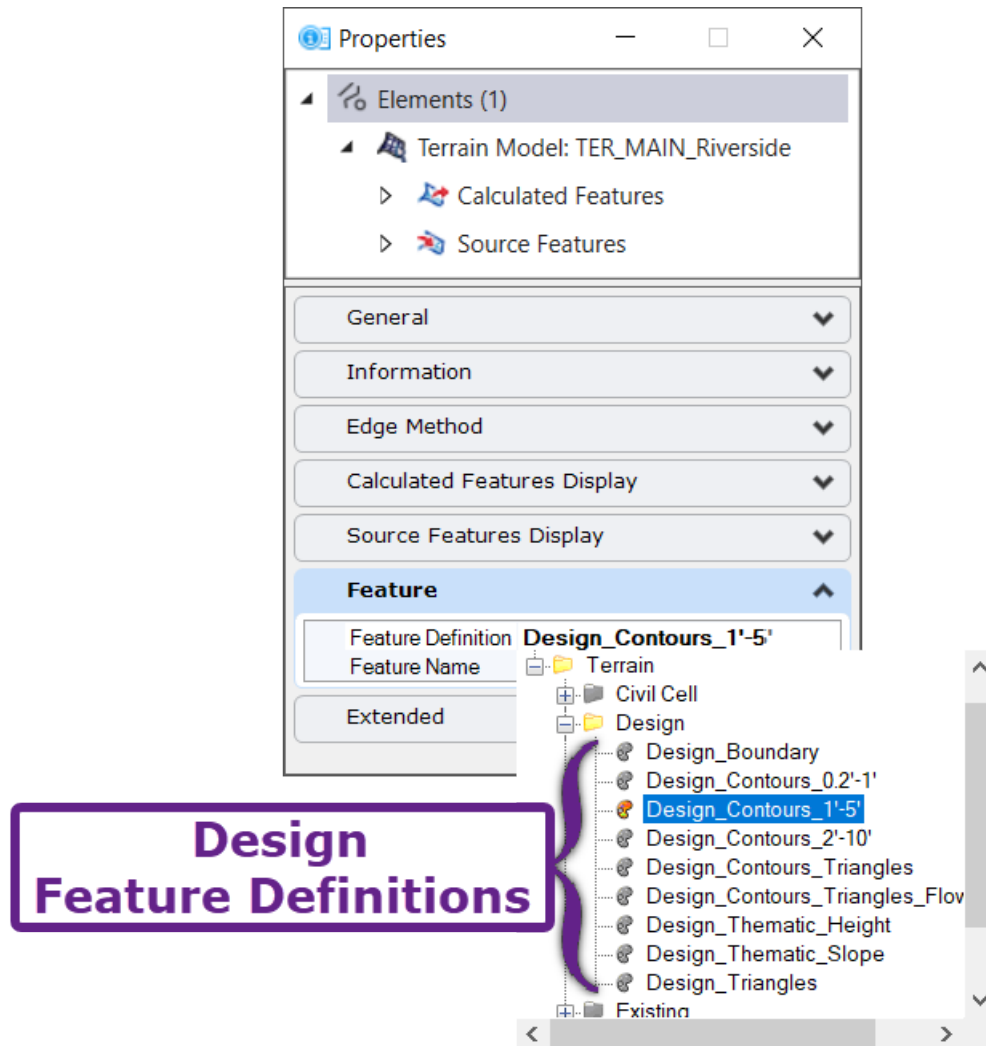 Properties
Elements (1)
Terrain Model: TER_MAIN_Riverside
Calculated Features
Source Features
General
Information
Edge Method
Calculated Features Display
Source Features Display
Feature
Feature Definition Design_Contours_1'-5'
Feature Name
Terrain
Civil Cell
Extended
Design
Design_Boundary
Design_Contours_0.2'-1'
Design_Contours_1'-5'
Design_Contours_2'-10'
Design_Contours_Triangles
Design_Contours_Triangles_Flow
Design_Thematic_Height
Design_Thematic_Slope
Design_Triangles
Existing
Design
Feature Definitions